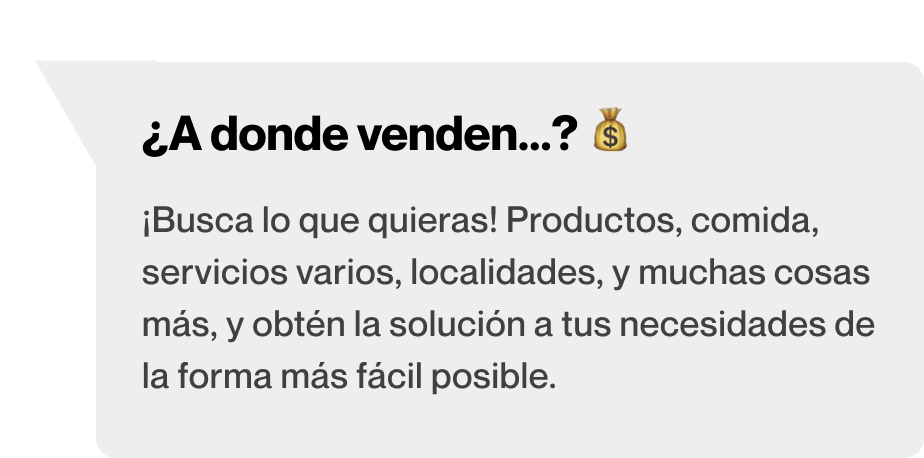 ¿A donde venden...? 💰
¡Busca lo que quieras! Productos, comida,
servicios varios, localidades, y muchas cosas
más, y obtén la solución a tus necesidades de
la forma más fácil posible.